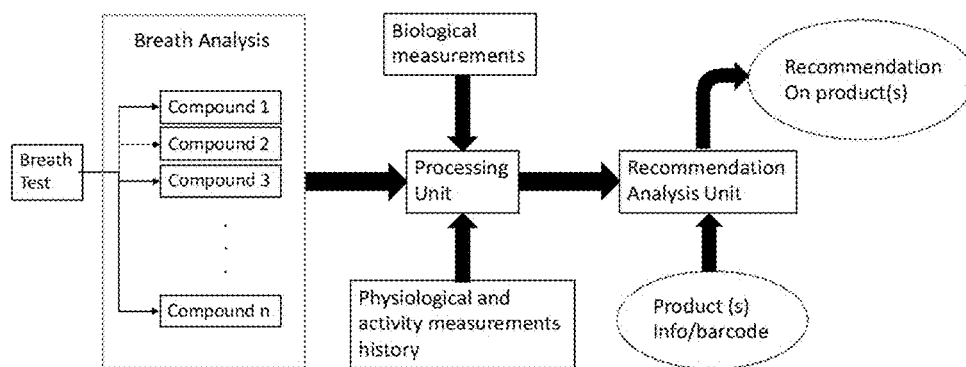 Breath Analysis
Breath
Test
Compound 1
Compound 2
Compound 3
Compound n
Biological
measurements
Processing
Unit
Physiological and
activity measurements
history
Recommendation
Analysis Unit
Recommendation
On product(s)
Product (s)
Info/barcode